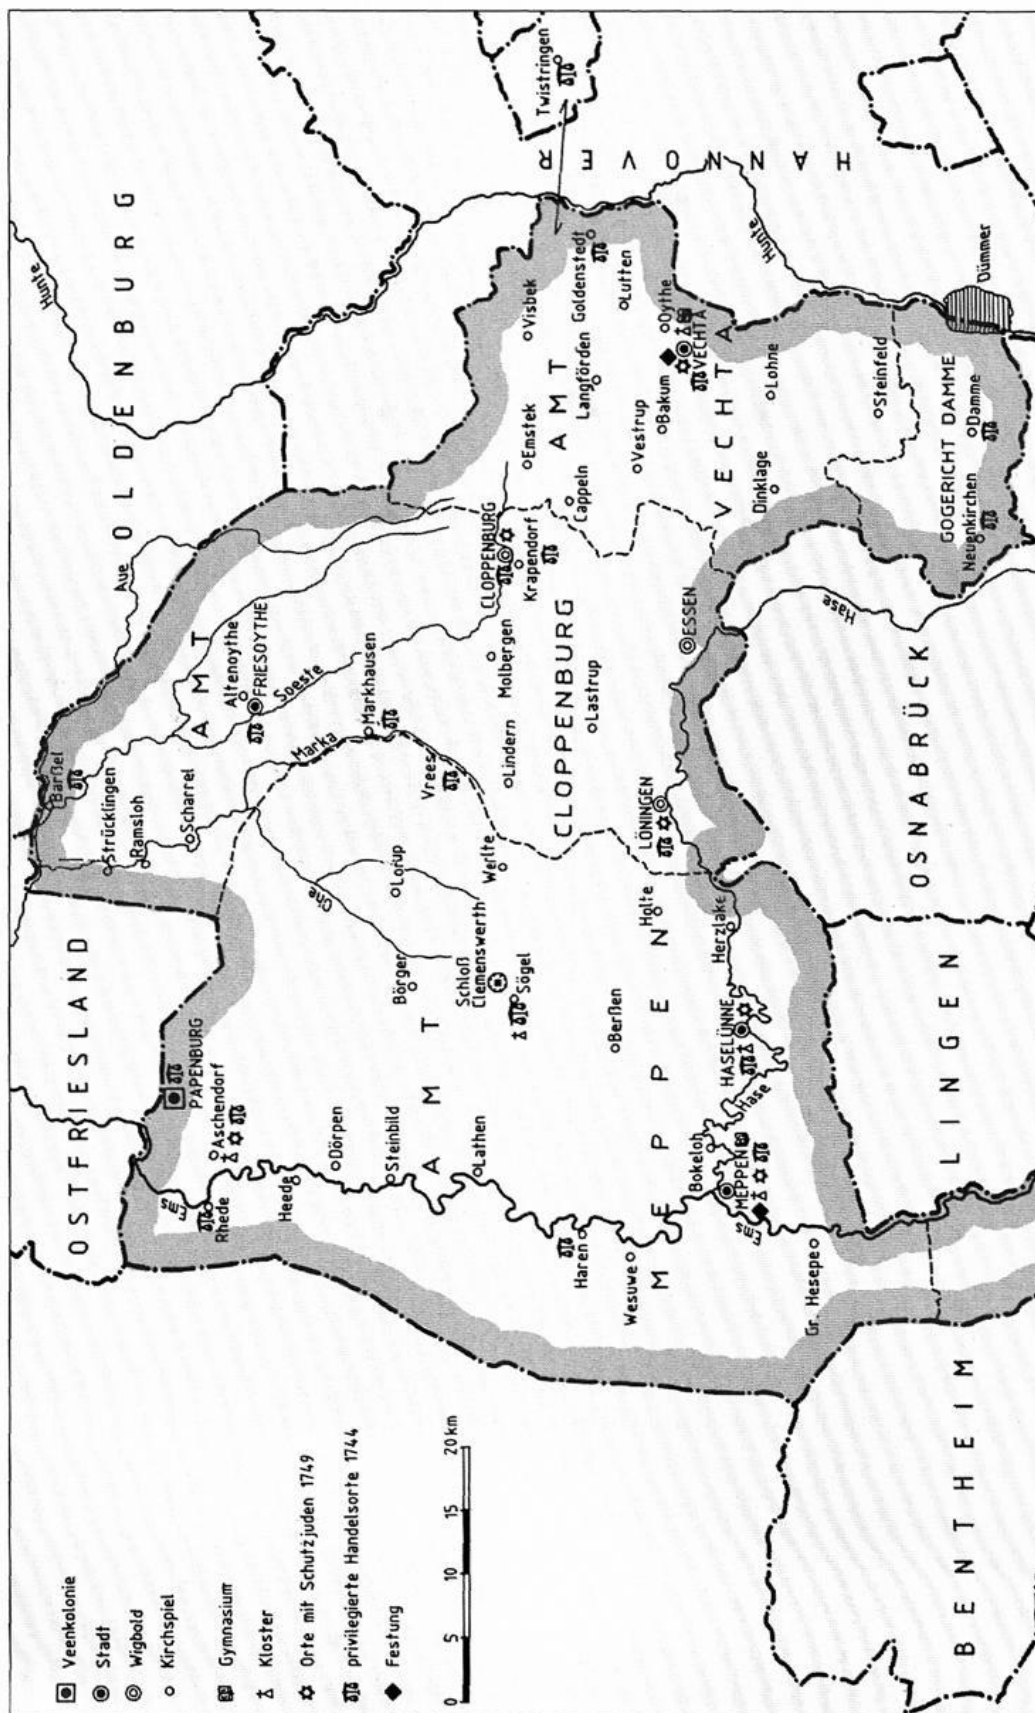 OSTFRIESLAND
OLDENBURG
HANNOVER
OSNABRÜCK
LINGEN
BENTHEIM
AMT
MEPPEN
AMT
CLOPPENBURG
AMT
VECHTA
GOGERICHT DAMME
Hunte
Aue
Twistringen
Barßel
Strücklingen
Ramsloh
Scharrel
Altenoythe
FRIESOYTHE
Soeste
Marka
Markhausen
Vrees
Ohe
Lorup
Werlte
Lindern
Molbergen
Lastrup
CLOPPENBURG
Krapendorf
Emstek
Cappeln
Visbek
Langförden
Goldenstedt
Lutten
Vestrup
Bakum
Oythe
VECHTA
Lohne
Dinklage
Steinfeld
Damme
Neuenkirchen
Hunte
Dümmer
ESSEN
Hase
LÖNINGEN
Holte
Herzlake
HASELÜNNE
Hase
Berßen
Bokeloh
MEPPEN
Ems
Gr. Hesepe
Wesuwe
Haren
Lathen
Steinbild
Dörpen
Heede
Rhede
Ems
Aschendorf
PAPENBURG
Börger
Schloß
Clemenswerth
Sögel
Veenkolonie
Stadt
Wigbold
Kirchspiel
Gymnasium
Kloster
Orte mit Schutzjuden 1749
privilegierte Handelsorte 1744
Festung
0 5 10 15 20km